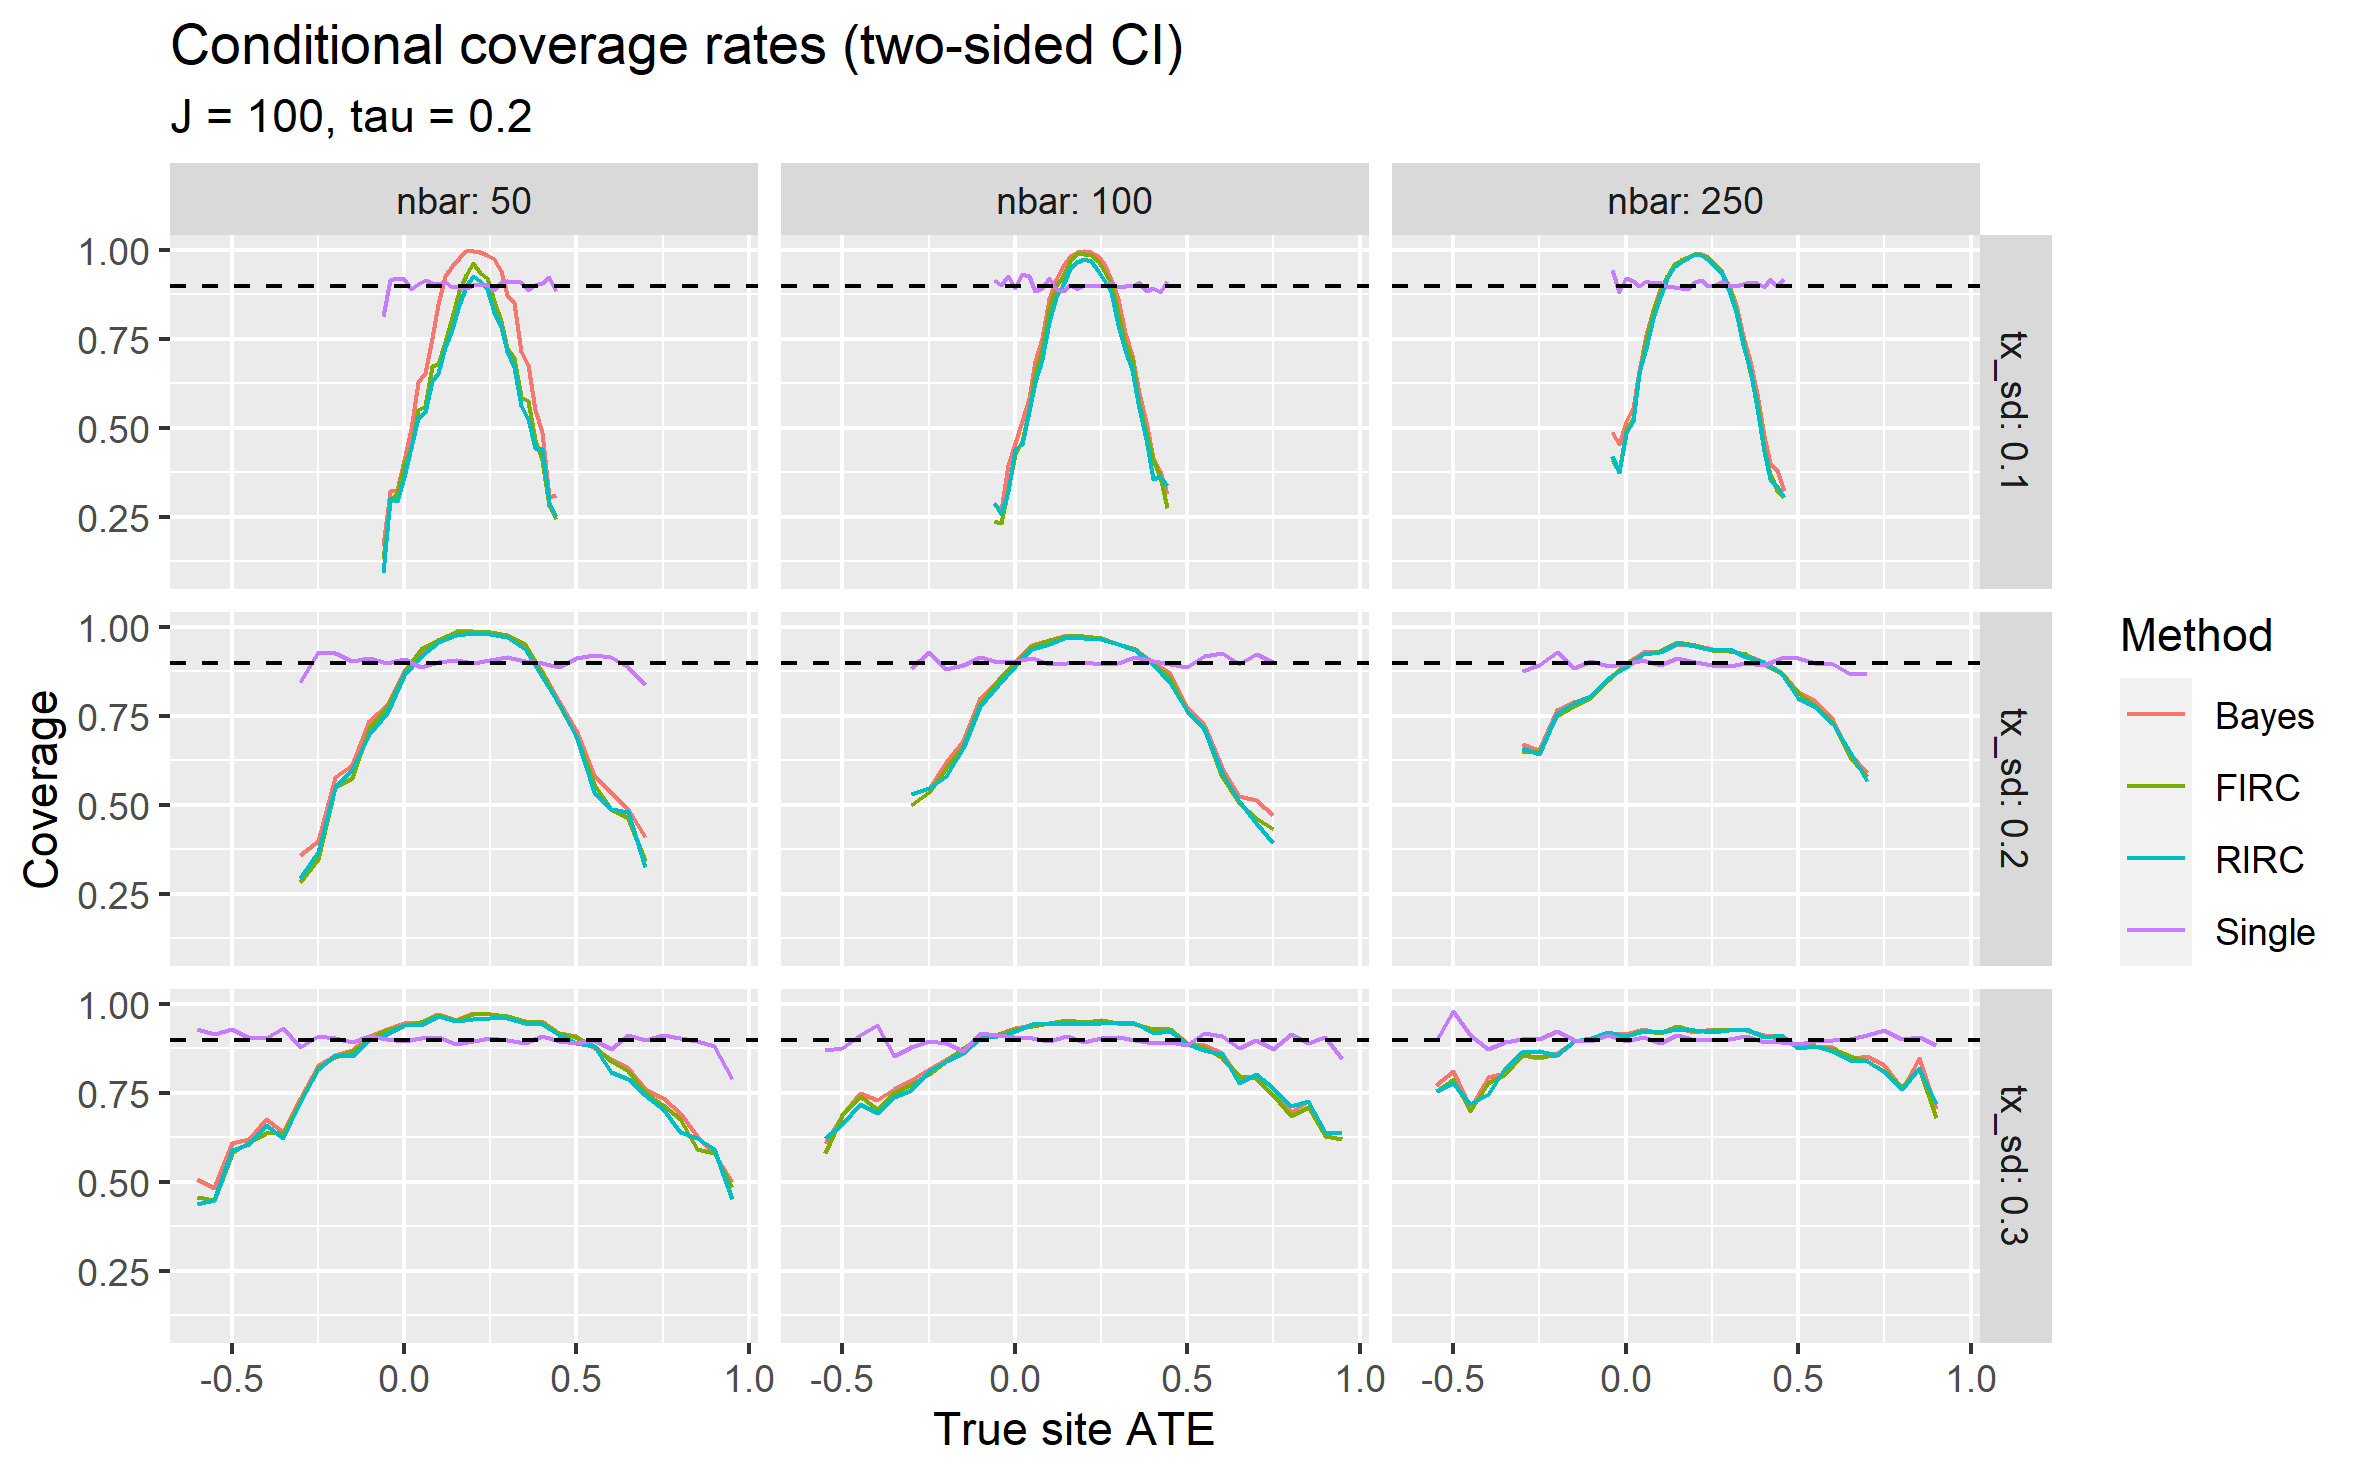 Conditional coverage rates (two-sided CI)
J = 100, tau = 0.2
nbar: 50
nbar: 100
nbar: 250
1.00
0.75
0.50
0.25
tx_sd: 0.1
1.00
0.75
0.50
0.25
tx_sd: 0.2
1.00
0.75
0.50
0.25
tx_sd: 0.3
Coverage
-0.5
0.0
0.5
1.0
-0.5
0.0
0.5
1.0
-0.5
0.0
0.5
1.0
True site ATE
Method
Bayes
FIRC
RIRC
Single